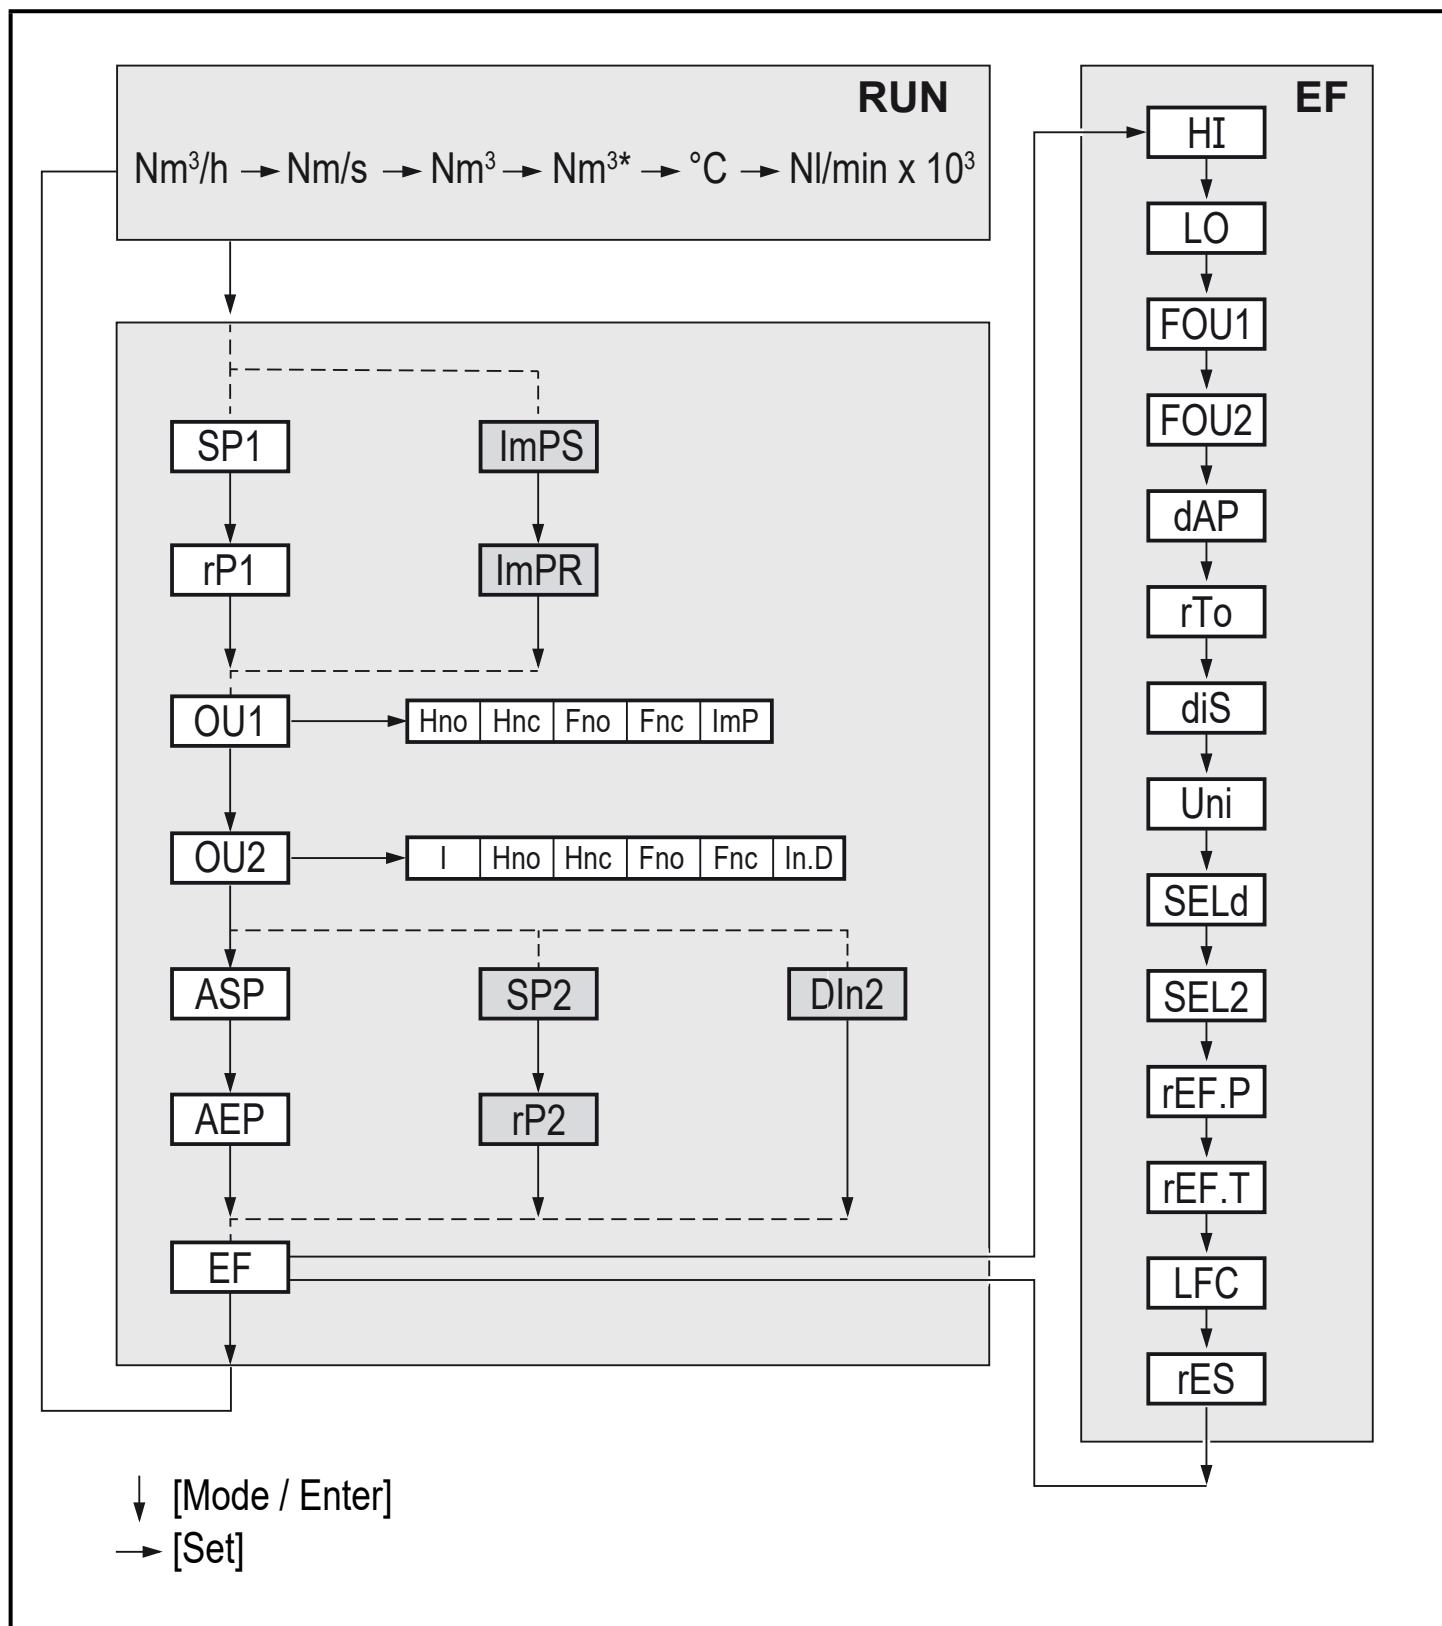 RUN
Nm³/h → Nm/s → Nm³ → Nm³* → °C → Nl/min x 10³
SP1 ImPS
rP1 ImPR
OU1 → Hno Hnc Fno Fnc ImP
OU2 → I Hno Hnc Fno Fnc In.D
ASP SP2 DIn2
AEP rP2
EF
EF
HI
LO
FOU1
FOU2
dAP
rTo
diS
Uni
SELd
SEL2
rEF.P
rEF.T
LFC
rES
↓ [Mode / Enter]
→ [Set]